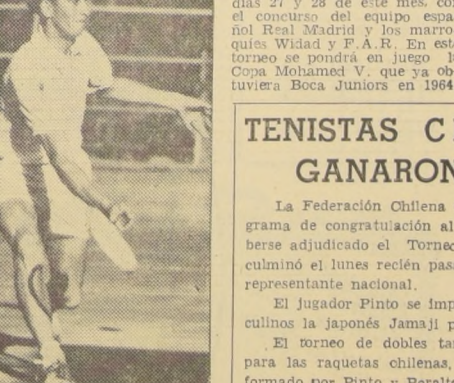 días 27 y 28 de este mes, con
el concurso del equipo espa-
ñol Real Madrid y los marro-
quíes Widad y F.A.R. En est
torneo se pondrá en juego l
Copa Mohamed V. que ya ob
tuviera Boca Juniors en 1964
TENISTAS C
GANARON
La Federación Chilena
grama de congratulación al
berse adjudicado el Torneo
culminó el lunes recién pas
representante nacional.
El jugador Pinto se imp
culinos la japonés Jamaji p
El torneo de dobles ta
para las raquetas chilenas,
formado por Pinto y Peralt